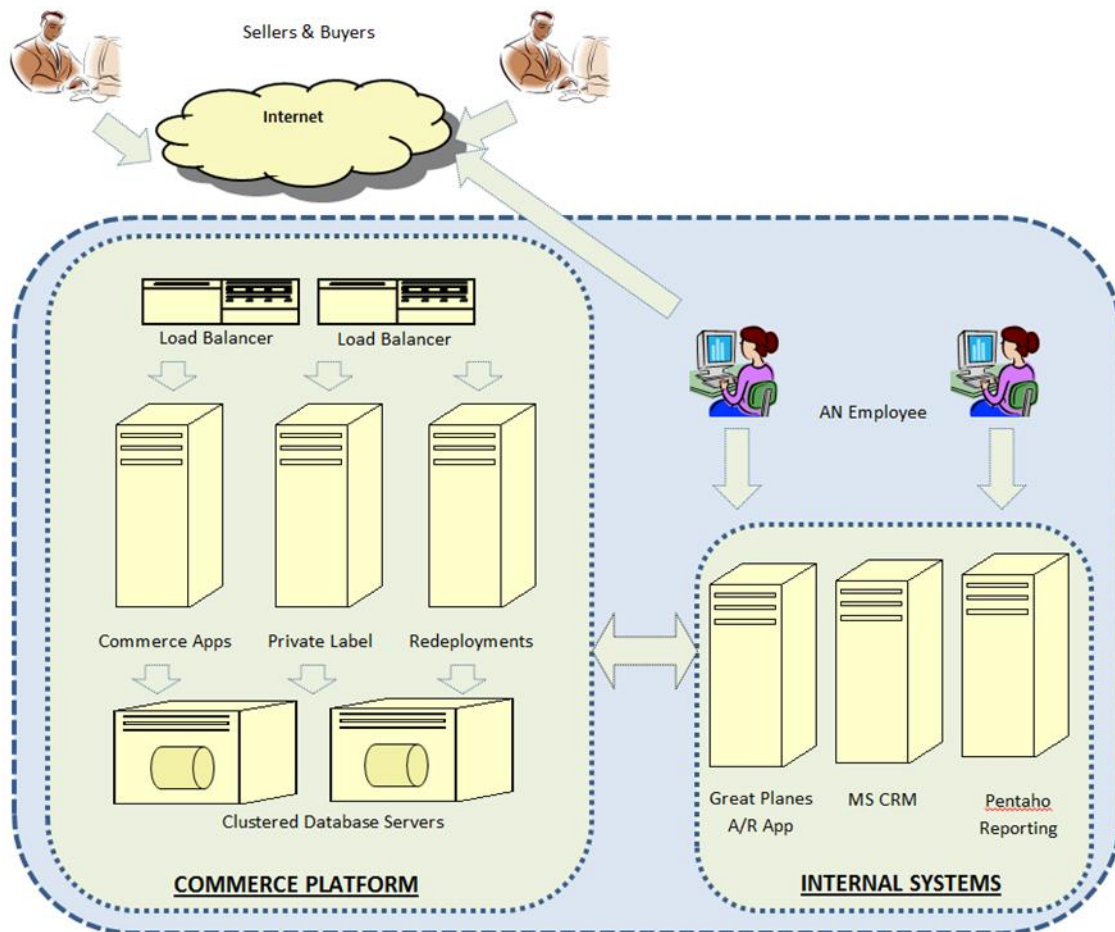 Sellers & Buyers
Internet
Load Balancer
Load Balancer
AN Employee
Commerce Apps
Private Label
Redeployments
Clustered Database Servers
COMMERCE PLATFORM
Great Planes
A/R App
MS CRM
Pentaho
Reporting
INTERNAL SYSTEMS